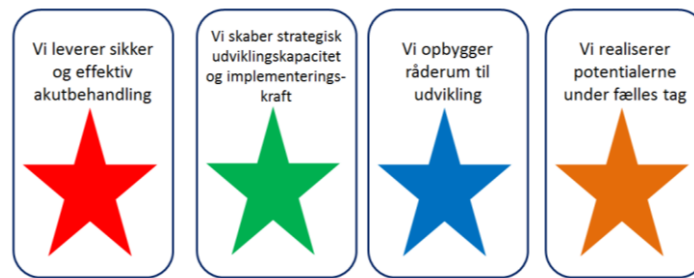 Vi leverer sikker
og effektiv
akutbehandling
Vi skaber strategisk
udviklingskapacitet
og implementerings-
kraft
Vi opbygger
råderum til
udvikling
Vi realiserer
potentialerne
under fælles tag